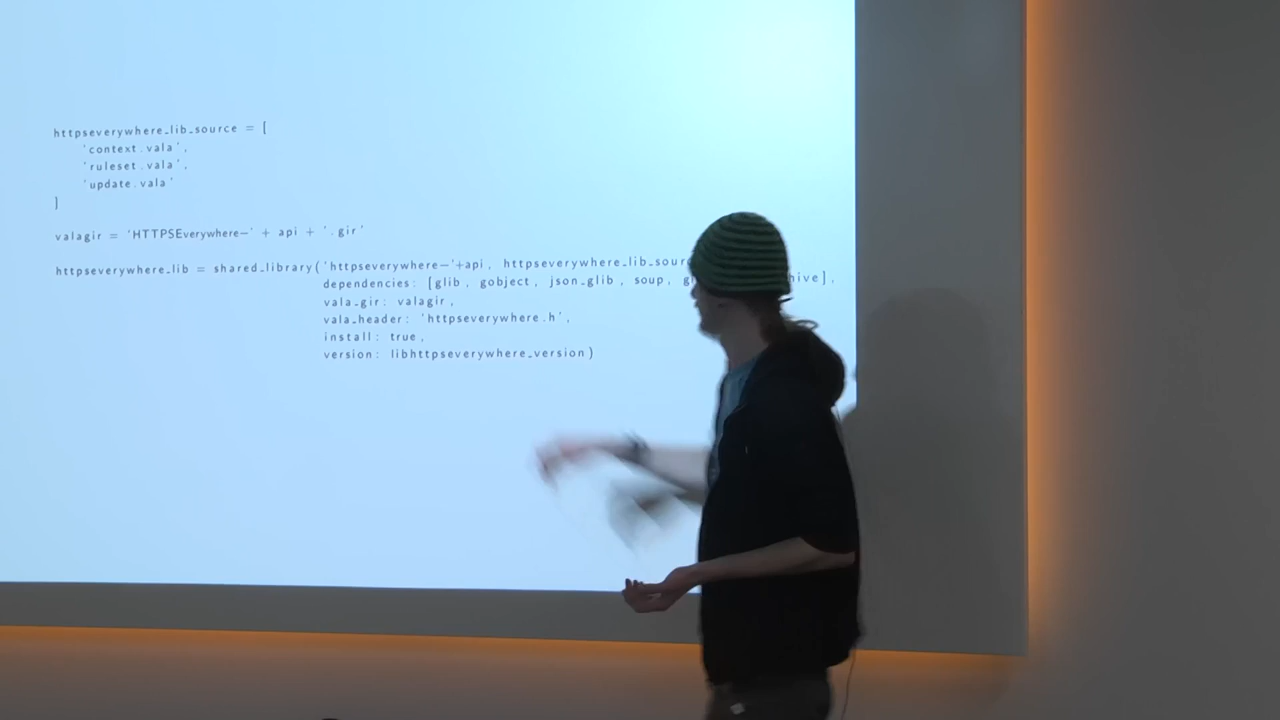 httpseverywhere_lib_source = [
'context.vala',
'ruleset.vala',
'update.vala'
]
valagir = 'HTTPSEverywhere-' + api + '.gir'
httpseverywhere_lib = shared_library('httpseverywhere-'+api, httpseverywhere_lib_sour
dependencies: [glib, gobject, json_glib, soup, g hive],
vala_gir: valagir,
vala_header: 'httpseverywhere.h',
install: true,
version: libhttpseverywhere_version)